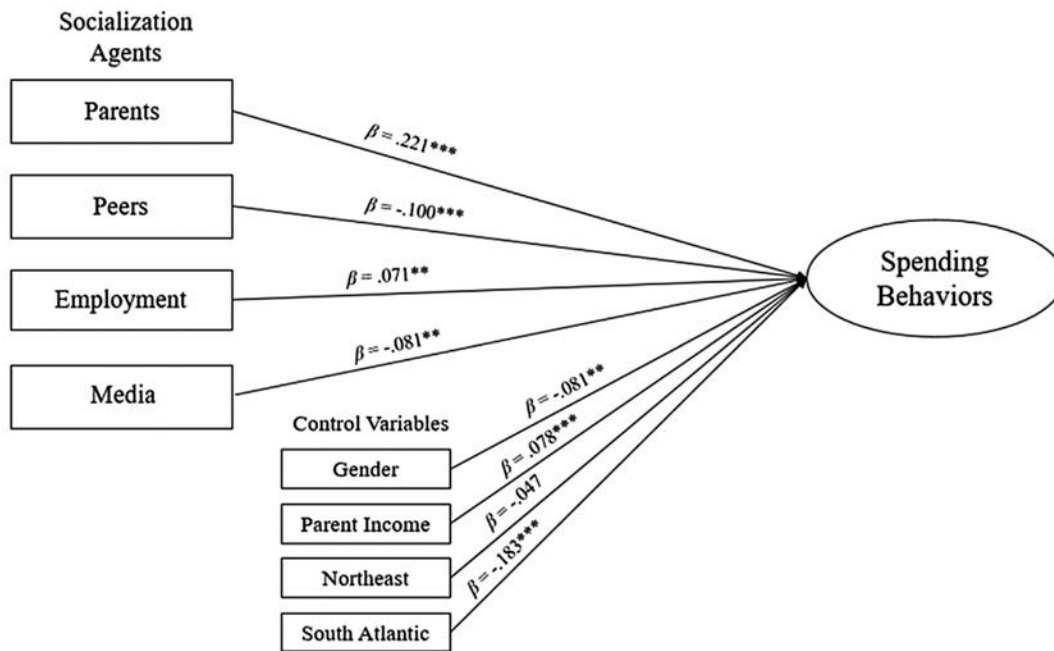 Socialization
Agents
Parents
β = .221***
Peers
β = -.100***
Employment
β = .071**
Spending
Behaviors
Media
β = -.081**
Control Variables
Gender
β = -.081**
Parent Income
β = .078***
Northeast
β = -.047
South Atlantic
β = -.183***